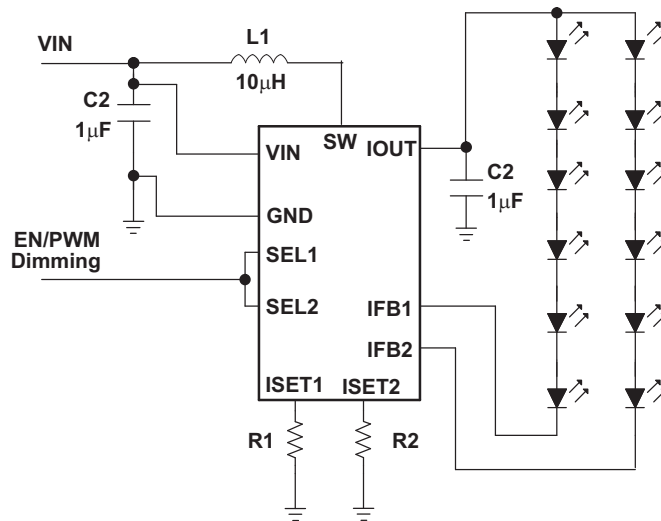 L1
VIN
10μH
C2
1μF
SW
IOUT
VIN
C2
1μF
GND
EN/PWM
Dimming
SEL1
SEL2
IFB1
IFB2
ISET1
ISET2
R1
R2